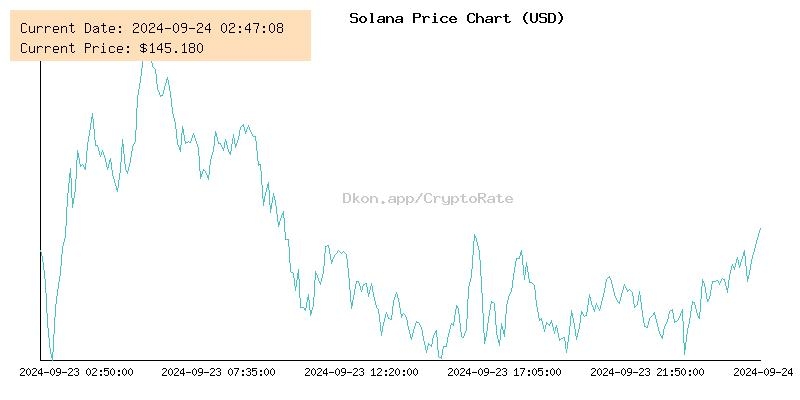 Solana Price Chart (USD)
Current Date: 2024-09-24 02:47:08
Current Price: $145.180
Dkon.app/CryptoRate
2024-09-23 02:50:00 2024-09-23 07:35:00 2024-09-23 12:20:00 2024-09-23 17:05:00 2024-09-23 21:50:00 2024-09-24